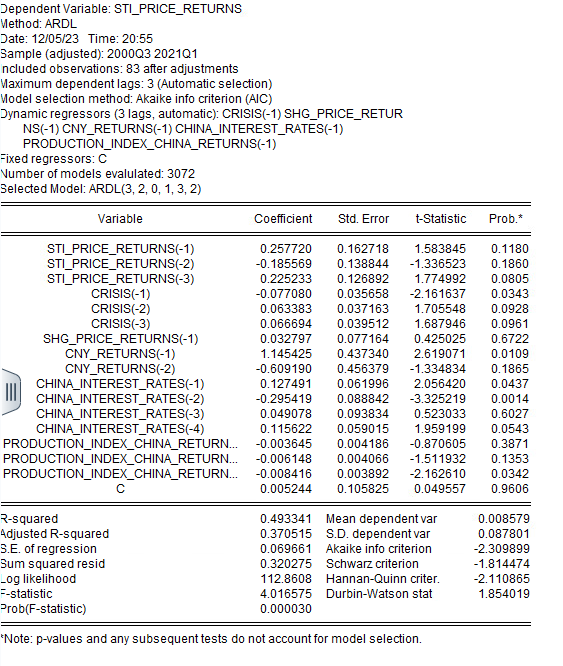 Dependent Variable: STI_PRICE_RETURNS
Method: ARDL
Date: 12/05/23 Time: 20:55
Sample (adjusted): 2000Q3 2021Q1
Included observations: 83 after adjustments
Maximum dependent lags: 3 (Automatic selection)
Model selection method: Akaike info criterion (AIC)
Dynamic regressors (3 lags, automatic): CRISIS(-1) SHG_PRICE_RETUR
NS(-1) CNY_RETURNS(-1) CHINA_INTEREST_RATES(-1)
PRODUCTION_INDEX_CHINA_RETURNS(-1)
Fixed regressors: C
Number of models evalulated: 3072
Selected Model: ARDL(3, 2, 0, 1, 3, 2)
Variable Coefficient Std. Error t-Statistic Prob.*
STI_PRICE_RETURNS(-1) 0.257720 0.162718 1.583845 0.1180
STI_PRICE_RETURNS(-2) -0.185569 0.138844 -1.336523 0.1860
STI_PRICE_RETURNS(-3) 0.225233 0.126892 1.774992 0.0805
CRISIS(-1) -0.077080 0.035658 -2.161637 0.0343
CRISIS(-2) 0.063383 0.037163 1.705548 0.0928
CRISIS(-3) 0.066694 0.039512 1.687946 0.0961
SHG_PRICE_RETURNS(-1) 0.032797 0.077164 0.425025 0.6722
CNY_RETURNS(-1) 1.145425 0.437340 2.619071 0.0109
CNY_RETURNS(-2) -0.609190 0.456379 -1.334834 0.1865
CHINA_INTEREST_RATES(-1) 0.127491 0.061996 2.056420 0.0437
CHINA_INTEREST_RATES(-2) -0.295419 0.088842 -3.325219 0.0014
CHINA_INTEREST_RATES(-3) 0.049078 0.093834 0.523033 0.6027
CHINA_INTEREST_RATES(-4) 0.115622 0.059015 1.959199 0.0543
PRODUCTION_INDEX_CHINA_RETURN... -0.003645 0.004186 -0.870605 0.3871
PRODUCTION_INDEX_CHINA_RETURN... -0.006148 0.004066 -1.511932 0.1353
PRODUCTION_INDEX_CHINA_RETURN... -0.008416 0.003892 -2.162610 0.0342
C 0.005244 0.105825 0.049557 0.9606
R-squared 0.493341 Mean dependent var 0.008579
Adjusted R-squared 0.370515 S.D. dependent var 0.087801
S.E. of regression 0.069661 Akaike info criterion -2.309899
Sum squared resid 0.320275 Schwarz criterion -1.814474
Log likelihood 112.8608 Hannan-Quinn criter. -2.110865
F-statistic 4.016575 Durbin-Watson stat 1.854019
Prob(F-statistic) 0.000030
*Note: p-values and any subsequent tests do not account for model selection.